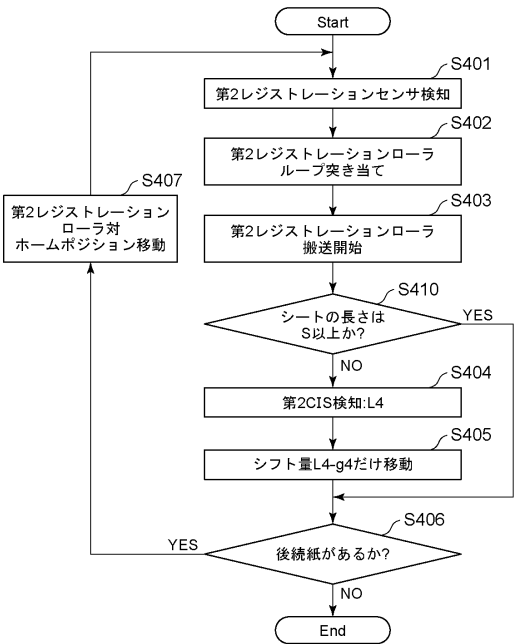 Start
S401
第2レジストレーションセンサ検知
S402
第2レジストレーションローラ
ループ突き当て
S407
第2レジストレーション
ローラ対
ホームポジション移動
S403
第2レジストレーションローラ
搬送開始
S410
シートの長さは
S以上か?
YES
NO
S404
第2CIS検知:L4
S405
シフト量L4-g4だけ移動
S406
後続紙があるか?
YES
NO
End